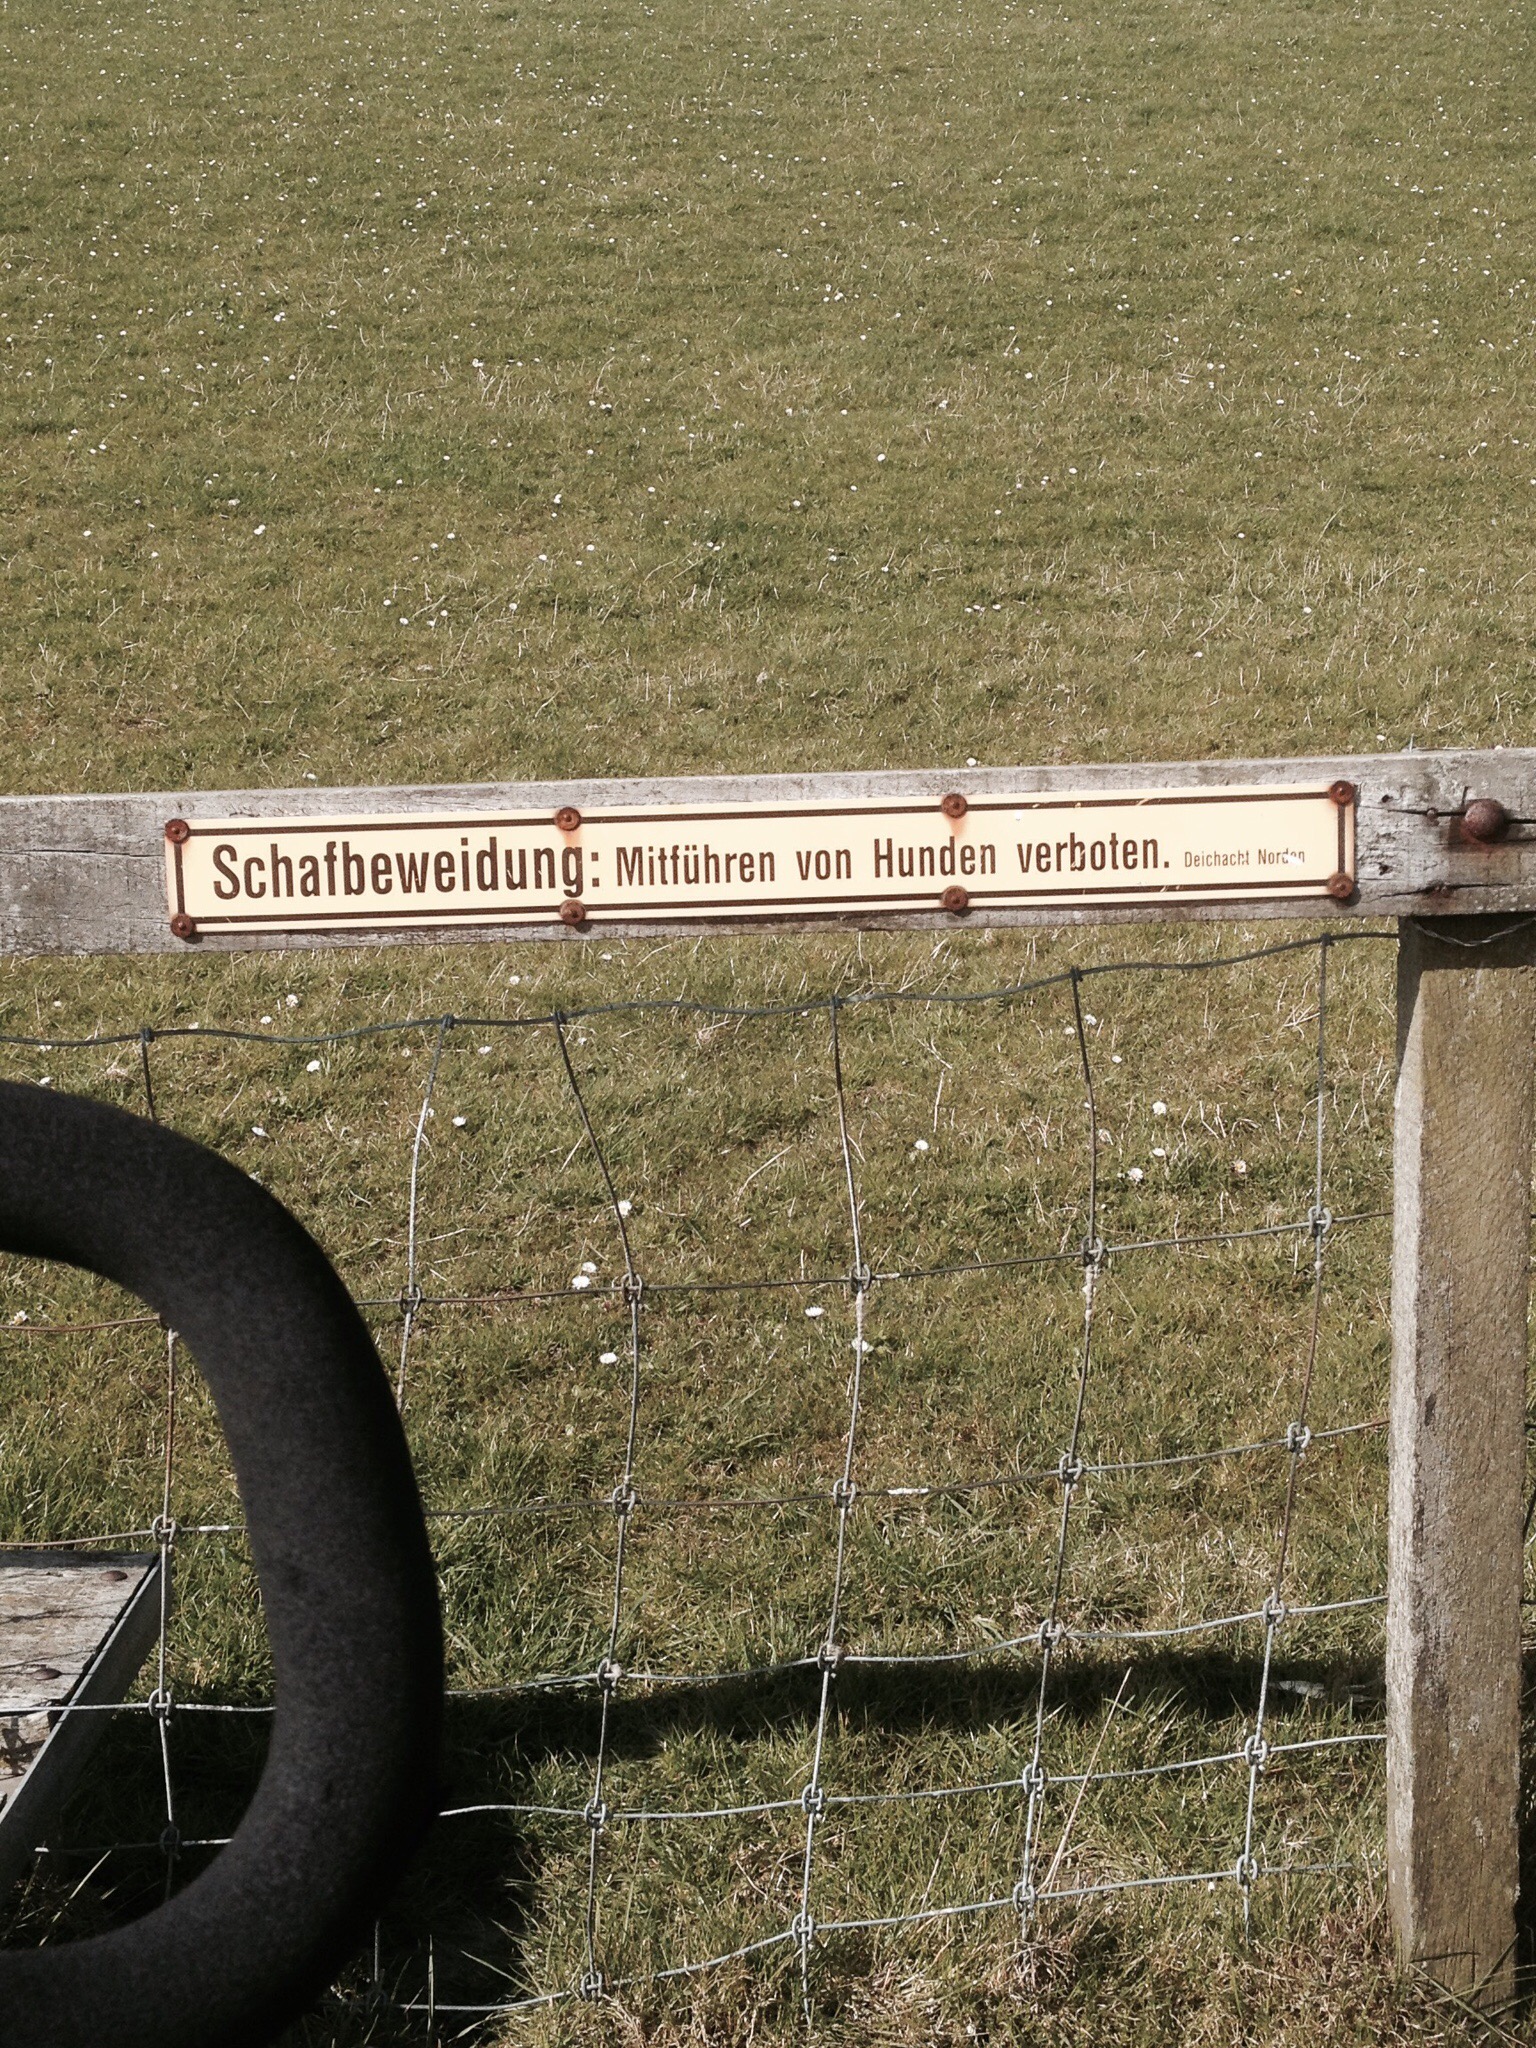 Schafbeweidung: Mitführen von Hunden verboten. Deichacht Norden